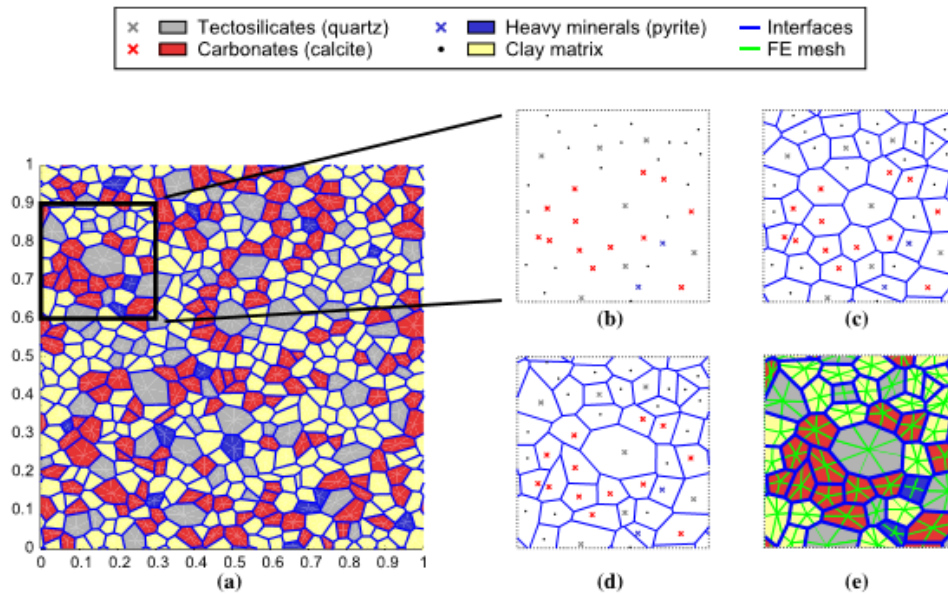 Tectosilicates (quartz) Heavy minerals (pyrite) Interfaces
Carbonates (calcite) Clay matrix FE mesh
1
0.9
0.8
0.7
0.6
0.5
0.4
0.3
0.2
0.1
0
0 0.1 0.2 0.3 0.4 0.5 0.6 0.7 0.8 0.9 1
(a)
(b)
(c)
(d)
(e)